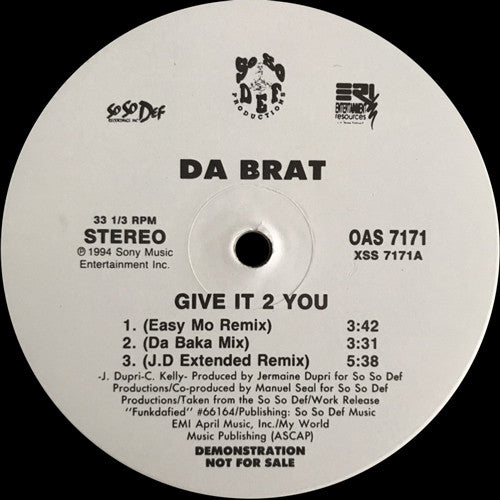 SO SO DEF
RECORDINGS INC
SO SO
DEF
PRODUCTIONS
ENTERTAINMENT
resources
DA BRAT
33 1/3 RPM
STEREO
℗ 1994 Sony Music
Entertainment Inc.
OAS 7171
XSS 7171A
GIVE IT 2 YOU
1. (Easy Mo Remix) 3:42
2. (Da Baka Mix) 3:31
3. (J.D Extended Remix) 5:38
-J. Dupri-C. Kelly- Produced by Jermaine Dupri for So So Def
Productions/Co-produced by Manuel Seal for So So Def
Productions/Taken from the So So Def/Work Release
"Funkdafied" #66164/Publishing: So So Def Music
EMI April Music, Inc./My World
Music Publishing (ASCAP)
DEMONSTRATION
NOT FOR SALE